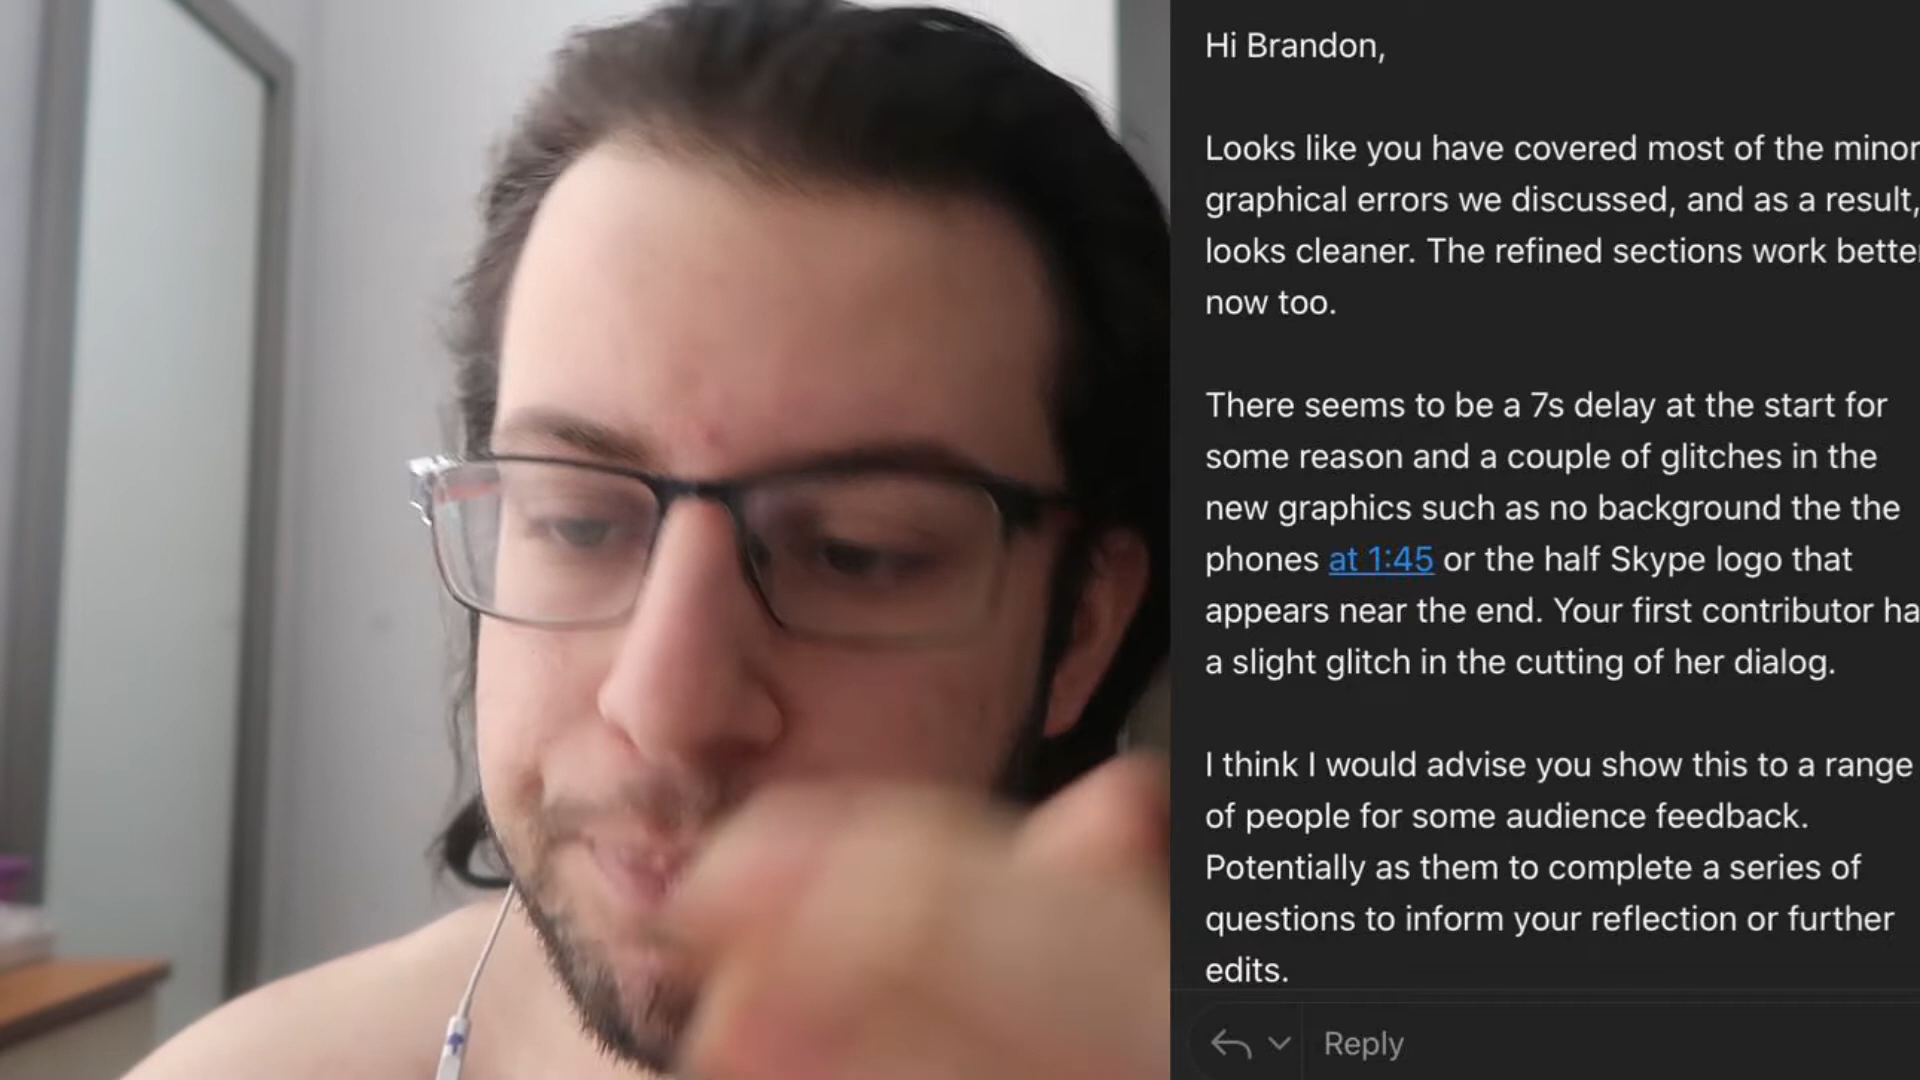 Hi Brandon,
Looks like you have covered most of the minor
graphical errors we discussed, and as a result,
looks cleaner. The refined sections work better
now too.
There seems to be a 7s delay at the start for
some reason and a couple of glitches in the
new graphics such as no background the the
phones at 1:45 or the half Skype logo that
appears near the end. Your first contributor ha
a slight glitch in the cutting of her dialog.
I think I would advise you show this to a range
of people for some audience feedback.
Potentially as them to complete a series of
questions to inform your reflection or further
edits.
Reply